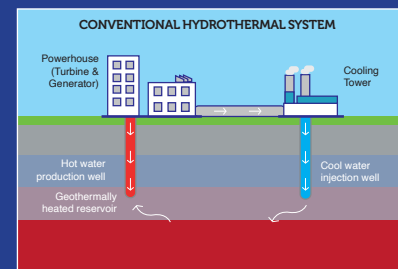 CONVENTIONAL HYDROTHERMAL SYSTEM
Powerhouse
(Turbine &
Generator)
Cooling
Tower
Hot water
production well
Cool water
injection well
Geothermally
heated reservoir